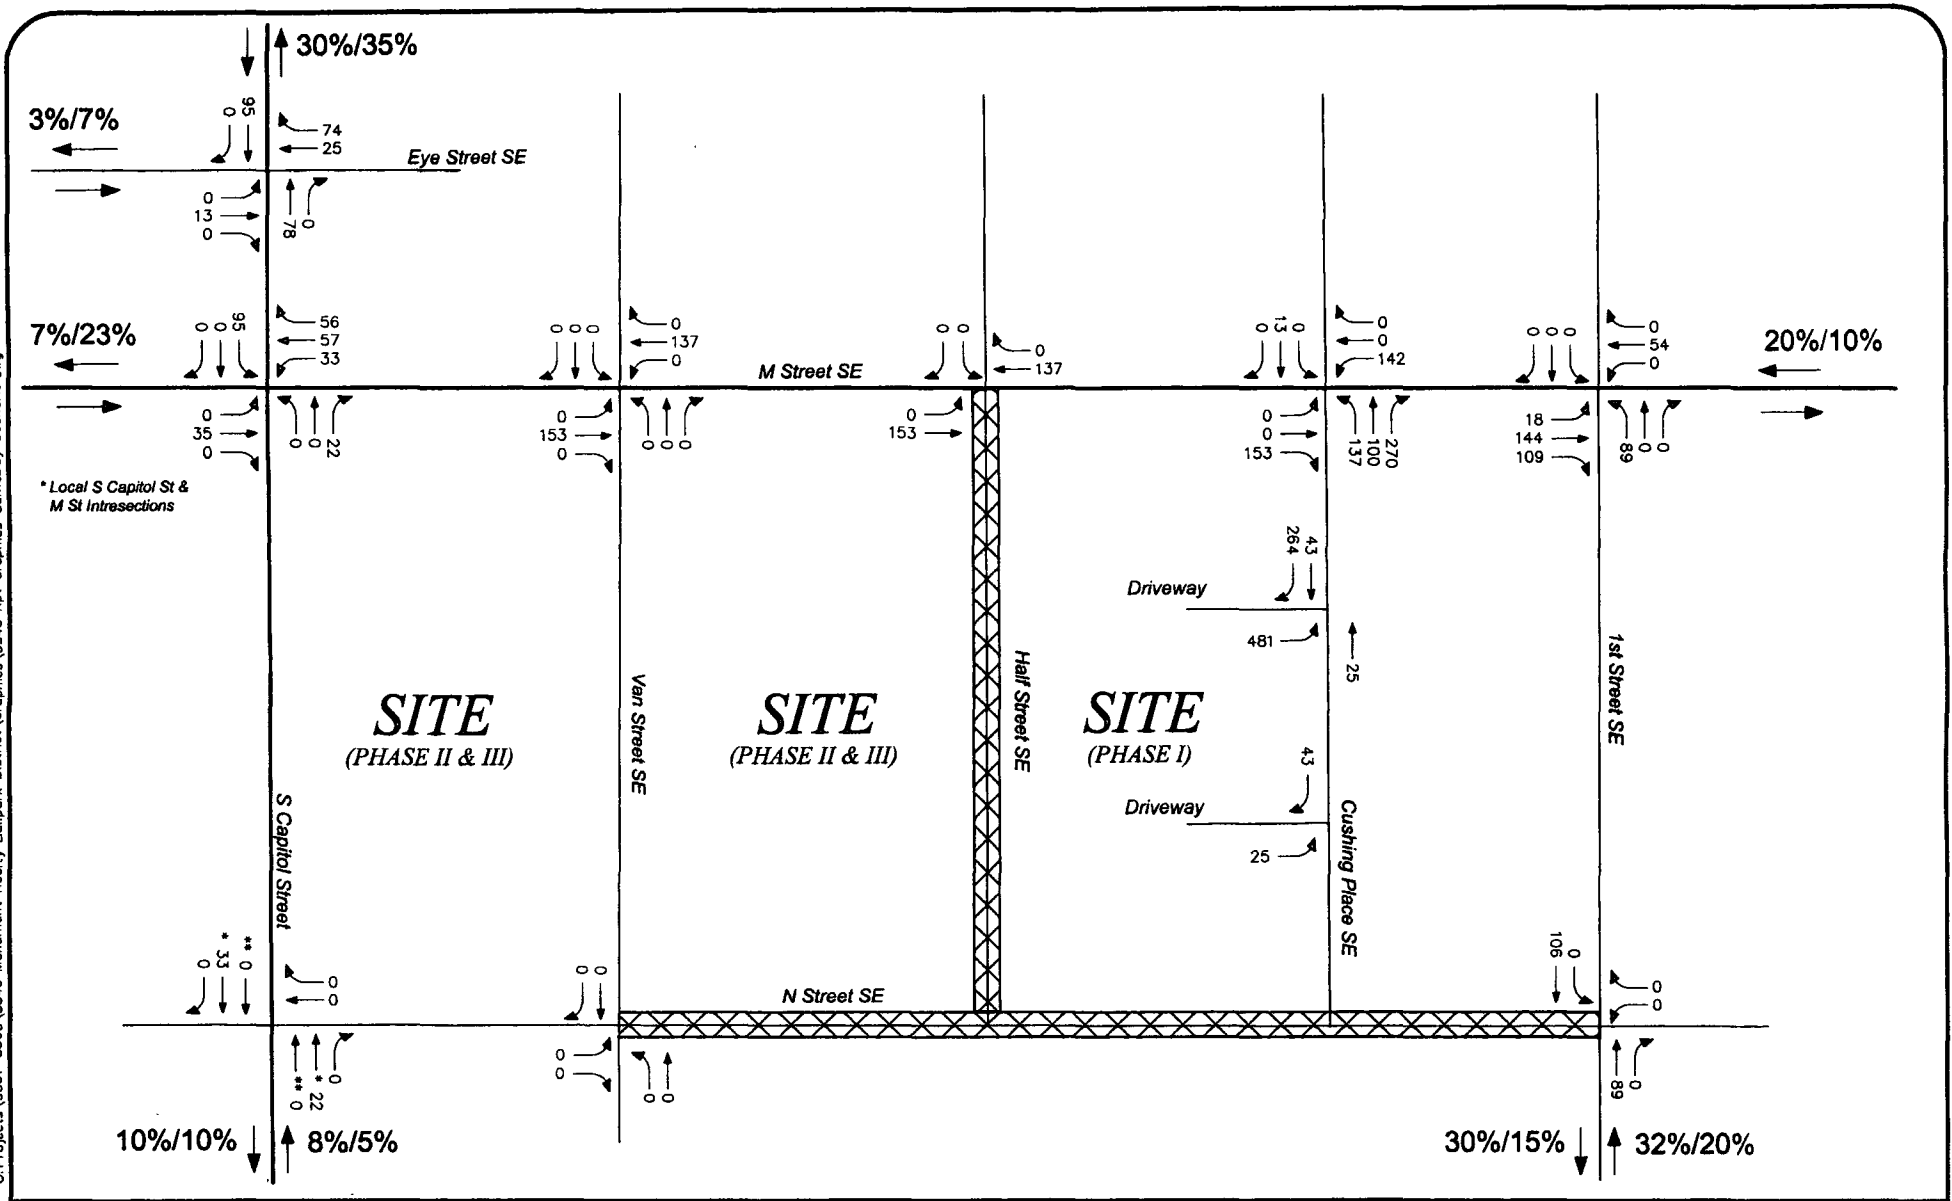 30%/35%
3%/7%
0 95
74
25
Eye Street SE
0
13
0
78 0
7%/23%
0 0 95
56
57
33
0
35
0
0 0 22
* Local S Capitol St &
M St Intresections
0 0 0
0
137
0
M Street SE
0
153
0
0 0 0
0 0
0
137
0
153
0 13 0
0
0
142
0
0
153
137 100 270
0 0 0
0
54
0
20%/10%
18
144
109
89 0 0
264 43
Driveway
481
25
SITE
(PHASE II & III)
SITE
(PHASE II & III)
SITE
(PHASE I)
Van Street SE
Half Street SE
1st Street SE
43
Driveway
25
S Capitol Street
Cushing Place SE
0 * 33 ** 0
0
0
** 0 * 22 0
0 0
N Street SE
0
0
0 0
106 0
0
0
89 0
10%/10%
8%/5%
30%/15%
32%/20%